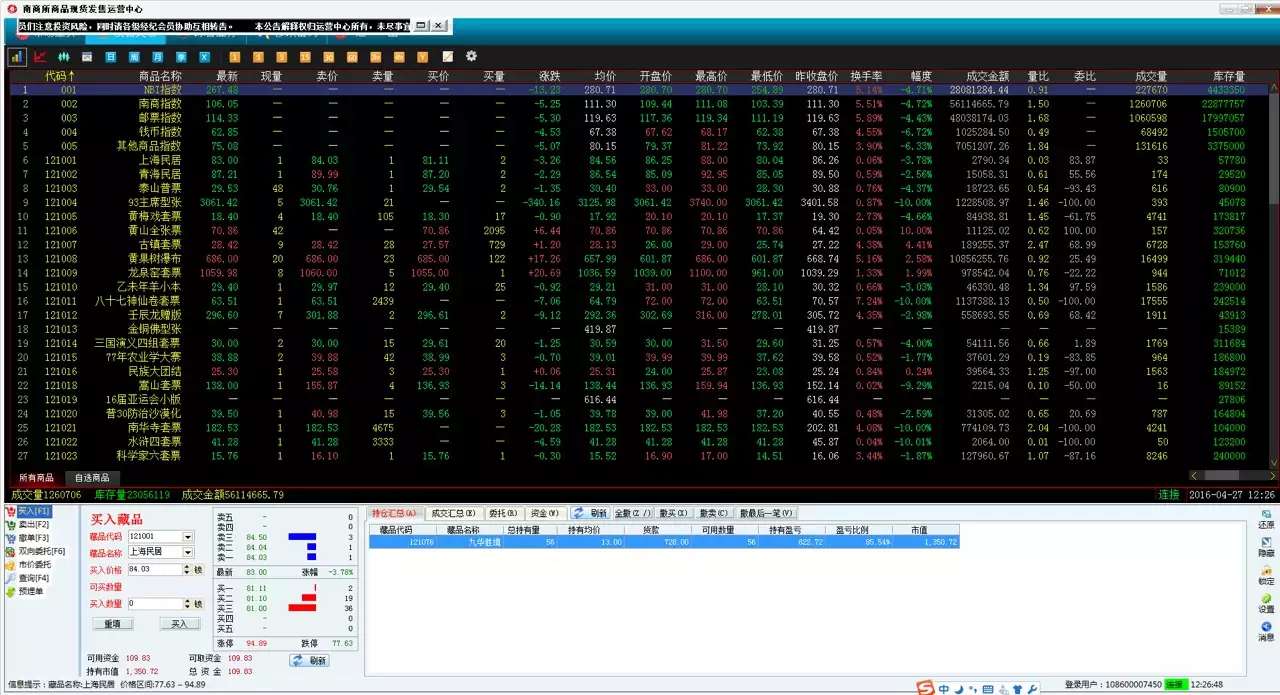 南商所商品现货发售运营中心
员们注意投资风险，同时请各级经纪会员协助互相转告。 本公告解释权归运营中心所有，未尽事宜
代码↑ 商品名称 最新 现量 卖价 卖量 买价 买量 涨跌 均价 开盘价 最高价 最低价 昨收盘价 换手率 幅度 成交金额 量比 委比 成交量 库存量
1 001 NBI指数 267.48 — — — — — -13.23 280.71 280.70 280.70 254.89 280.71 5.14% -4.71% 28081284.44 0.91 — 227670 4433350
2 002 南商指数 106.05 — — — — — -5.25 111.30 109.44 111.08 103.39 111.30 5.51% -4.72% 56114665.79 1.50 — 1260706 22877757
3 003 邮票指数 114.33 — — — — — -5.30 119.63 117.36 119.34 111.19 119.63 5.89% -4.43% 48038174.03 1.68 — 1060598 17997057
4 004 钱币指数 62.85 — — — — — -4.53 67.38 67.62 68.17 62.38 67.38 4.55% -6.72% 1025284.50 0.49 — 68492 1505700
5 005 其他商品指数 75.08 — — — — — -5.07 80.15 79.37 81.22 73.92 80.15 3.90% -6.33% 7051207.26 1.84 — 131616 3375000
6 121001 上海民居 83.00 1 84.03 1 81.11 2 -3.26 84.56 86.25 88.00 80.04 86.26 0.06% -3.78% 2790.34 0.03 83.87 33 57780
7 121002 青海民居 87.21 1 89.99 1 87.20 2 -2.29 86.54 85.09 92.95 85.05 89.50 0.59% -2.56% 15058.31 0.61 55.56 174 29520
8 121003 泰山普票 29.53 48 30.76 1 29.54 2 -1.35 30.40 33.00 33.00 28.30 30.88 0.76% -4.37% 18723.65 0.54 -93.43 616 80900
9 121004 93主席型张 3061.42 5 3061.42 21 — — -340.16 3125.98 3061.42 3740.00 3061.42 3401.58 0.87% -10.00% 1228508.97 1.46 -100.00 393 45078
10 121005 黄梅戏套票 18.40 4 18.40 105 18.30 17 -0.90 17.92 20.10 20.10 17.37 19.30 2.73% -4.66% 84938.81 1.45 -61.75 4741 173817
11 121006 黄山全张票 70.86 42 — — 70.86 2095 +6.44 70.86 70.86 70.86 70.86 64.42 0.05% 10.00% 11125.02 0.62 100.00 157 320736
12 121007 古镇套票 28.42 9 28.42 28 27.57 729 +1.20 28.13 26.00 29.00 25.74 27.22 4.38% 4.41% 189255.37 2.47 68.99 6728 153760
13 121008 黄果树瀑布 686.00 20 686.00 23 685.00 122 +17.26 657.99 601.87 686.00 601.87 668.74 5.16% 2.58% 10856255.76 0.92 25.49 16499 319440
14 121009 龙泉窑套票 1059.98 8 1060.00 5 1055.00 1 +20.69 1036.59 1039.00 1100.00 961.00 1039.29 1.33% 1.99% 978542.04 0.76 -22.22 944 71012
15 121010 乙未年羊小本 29.40 1 29.97 12 29.40 25 -0.92 29.21 31.00 31.00 28.10 30.32 0.66% -3.03% 46330.48 1.34 97.59 1586 239000
16 121011 八十七神仙卷套票 63.51 1 63.51 2439 — — -7.06 64.79 72.00 72.00 63.51 70.57 7.24% -10.00% 1137388.13 0.50 -100.00 17555 242514
17 121012 壬辰龙赠版 296.60 7 301.88 2 296.61 2 -9.12 292.36 302.69 316.00 278.01 305.72 4.35% -2.98% 558693.55 0.69 68.42 1911 43913
18 121013 金铜佛型张 — — — — — — — 419.87 — — — 419.87 — — — — — — 15389
19 121014 三国演义四组套票 30.00 2 30.00 15 29.61 20 -1.25 30.59 30.00 31.50 29.60 31.25 0.57% -4.00% 54111.56 0.66 1.89 1769 311684
20 121015 77年农业学大寨 38.88 2 39.88 42 38.99 3 -0.70 39.01 39.99 39.99 37.62 39.58 0.52% -1.77% 37601.29 0.19 -83.85 964 186800
21 121016 民族大团结 25.30 1 25.58 3 25.30 1 +0.06 25.31 24.00 25.87 23.08 25.24 0.84% 0.24% 39564.33 1.25 -97.00 1563 184972
22 121018 嵩山套票 138.00 1 155.87 4 136.93 3 -14.14 138.44 136.93 159.94 136.93 152.14 0.02% -9.29% 2215.04 0.10 -50.00 16 89152
23 121019 16届亚运会小版 — — — — — — — 616.44 — — — 616.44 — — — — — — 27806
24 121020 普30防治沙漠化 39.50 1 40.98 15 39.56 3 -1.05 39.78 39.00 41.98 37.20 40.55 0.48% -2.59% 31305.02 0.65 20.69 787 164804
25 121021 南华寺套票 182.53 1 182.53 4675 — — -20.28 182.53 182.53 182.53 182.53 202.81 4.08% -10.00% 774109.73 2.04 -100.00 4241 104000
26 121022 水浒四套票 41.28 1 41.28 3333 — — -4.59 41.28 41.28 41.28 41.28 45.87 0.04% -10.01% 2064.00 0.01 -100.00 50 123200
27 121023 科学家六套票 15.76 1 16.10 1 15.76 1 -0.30 15.52 16.90 17.00 14.51 16.06 3.44% -1.87% 127960.67 1.07 -87.16 8246 240000
所有商品 自选商品
成交量1260706 库存量23056119 成交金额56114665.79 连接 2016-04-27 12:26
买入[F1]
卖出[F2]
撤单[F3]
双向委托[F6]
市价委托
查询[F4]
预埋单
买入藏品
藏品代码 121001
藏品名称 上海民居
买入价格 84.03 锁
可买数量
买入数量 0 锁
重填 买入
可用资金 109.83 可取资金 109.83
持有市值 1,350.72 总 资 金 109.83
卖五 - 0
卖四 - 0
卖三 84.50 3
卖二 84.04 1
卖一 84.03 1
最新 83.00 涨幅 -3.78%
买一 81.11 2
买二 81.10 19
买三 81.00 36
买四 - 0
买五 - 0
涨停 94.89 跌停 77.63
刷新
持仓汇总(A) 成交汇总(E) 委托(R) 资金(W) 刷新 全撤(Z /) 撤买(X) 撤卖(C) 撤最后一笔(V)
藏品代码 藏品名称 总持有量 持有均价 货款 可用数量 持有盈亏 盈亏比例 市值
121076 九华胜境 56 13.00 728.00 56 622.72 85.54% 1,350.72
还原
隐藏
锁定
设置
消息
信息提示：藏品名称:上海民居 价格区间:77.63 ~ 94.89
中
登录用户：108600007450 连接 12:26:48